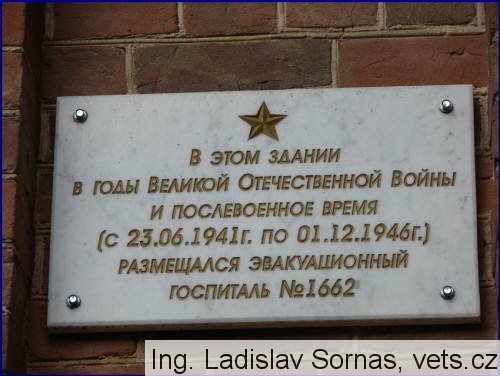 В ЭТОМ ЗДАНИИ
В ГОДЫ ВЕЛИКОЙ ОТЕЧЕСТВЕННОЙ ВОЙНЫ
И ПОСЛЕВОЕННОЕ ВРЕМЯ
(С 23.06.1941Г. ПО 01.12.1946Г.)
РАЗМЕЩАЛСЯ ЭВАКУАЦИОННЫЙ
ГОСПИТАЛЬ №1662
Ing. Ladislav Sornas, vets.cz